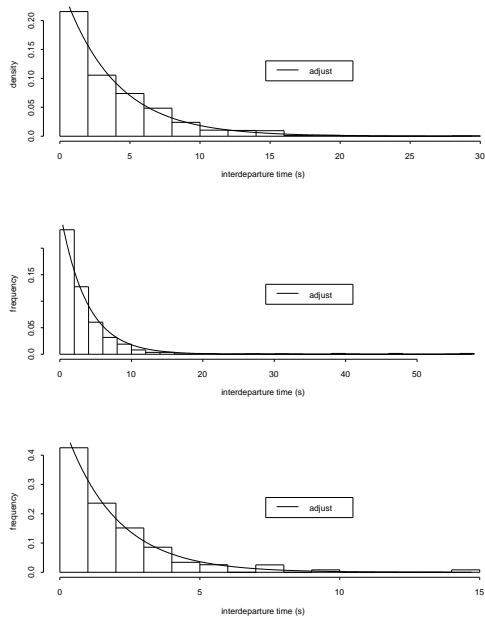 0.20
0.15
0.10
0.05
0.0
density
adjust
0 5 10 15 20 25 30
interdeparture time (s)
0.15
0.05
0.0
frequency
adjust
0 10 20 30 40 50
interdeparture time (s)
0.4
0.3
0.2
0.1
0.0
frequency
adjust
0 5 10 15
interdeparture time (s)